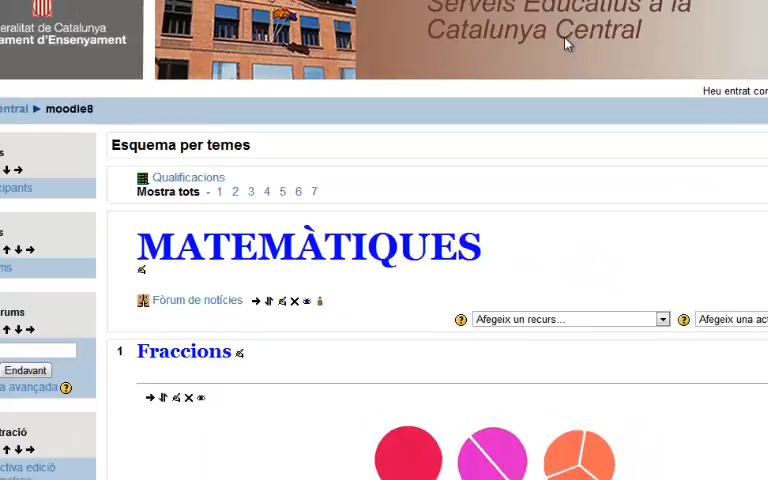 Serveis Educatius a la
Catalunya Central
eralitat de Catalunya
ament d'Ensenyament
Heu entrat com
entral ► moodle8
Esquema per temes
Qualificacions
Mostra tots - 1 2 3 4 5 6 7
cipants
MATEMÀTIQUES
Fòrum de notícies
Afegeix un recurs...
Afegeix una act
rums
1 Fraccions
Endavant
a avançada
tració
ctiva edició